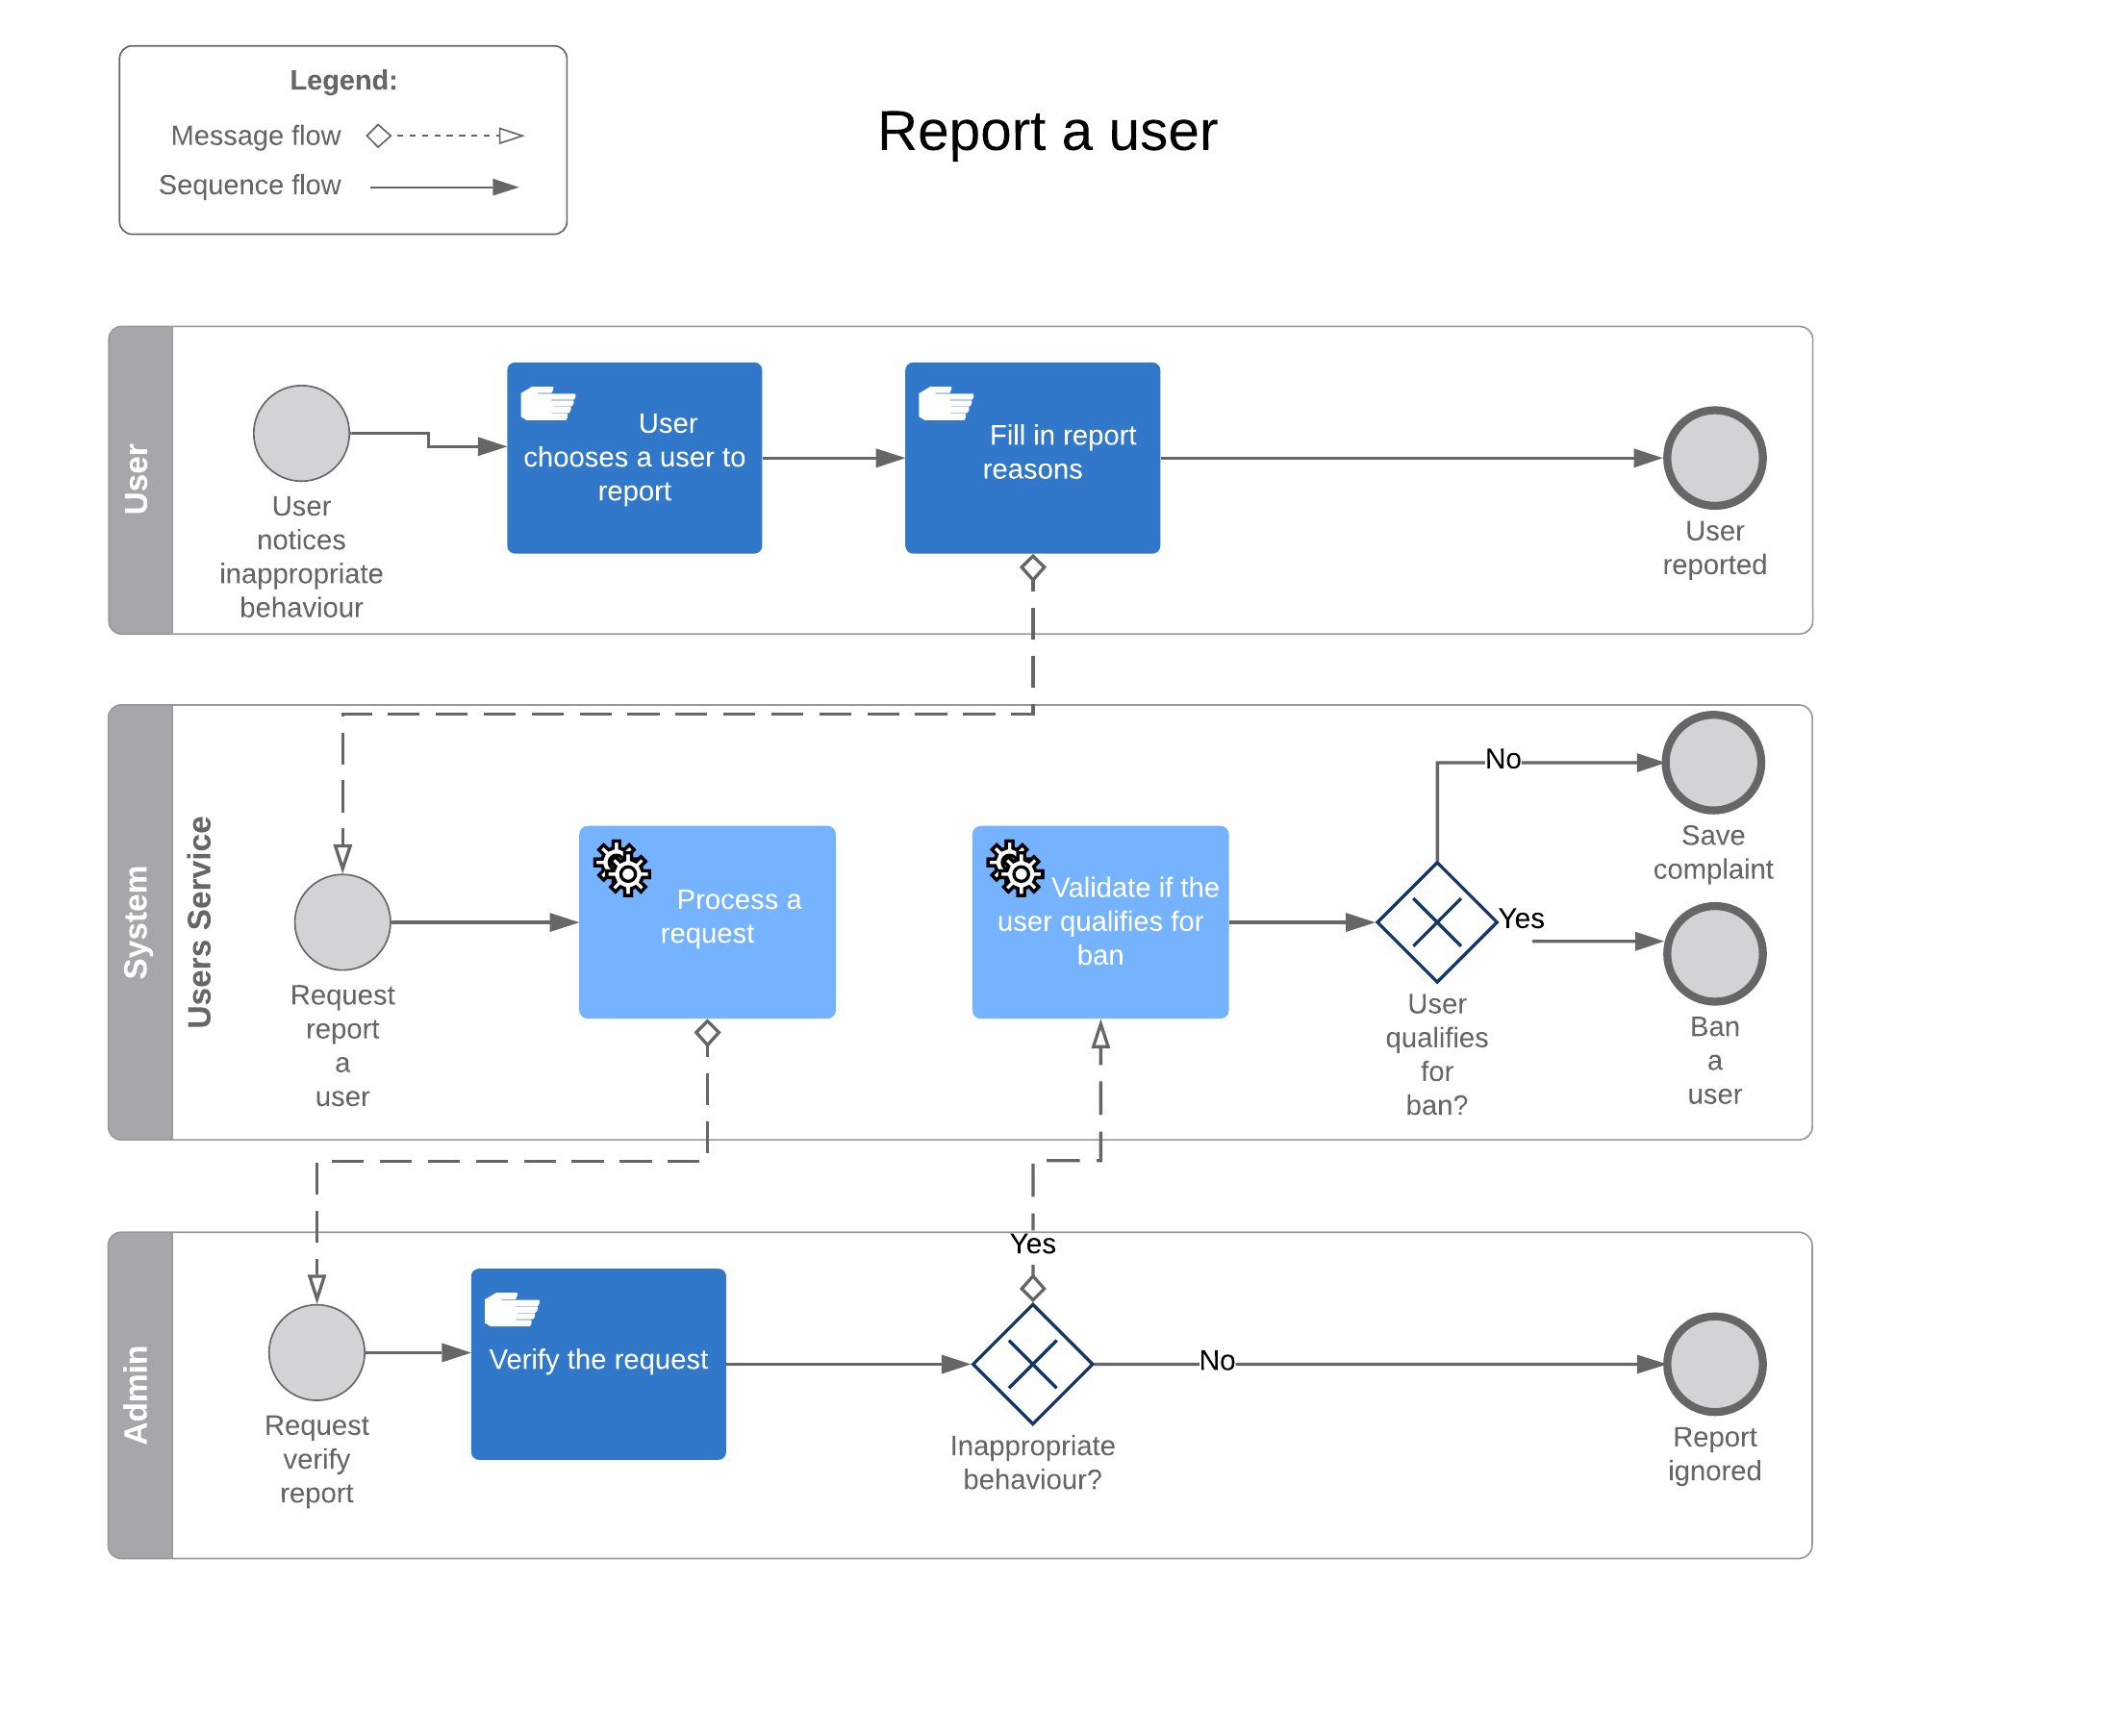 Legend:
Message flow
Sequence flow
Report a user
User
User
notices
inappropriate
behaviour
User
chooses a user to
report
Fill in report
reasons
User
reported
System
Users Service
Request
report
a
user
Process a
request
Validate if the
user qualifies for
ban
User
qualifies
for
ban?
No
Save
complaint
Yes
Ban
a
user
Admin
Request
verify
report
Verify the request
Yes
Inappropriate
behaviour?
No
Report
ignored